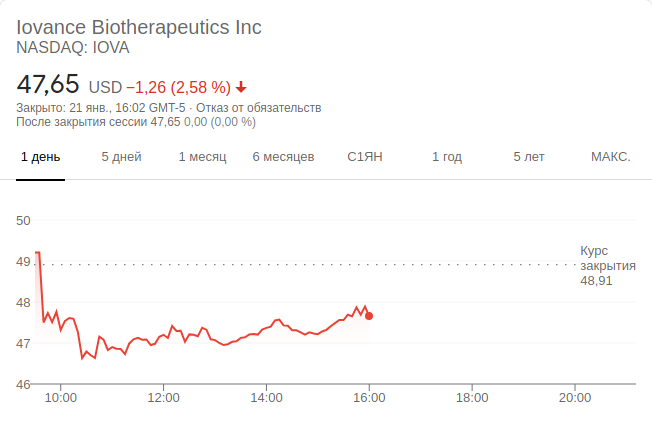 Iovance Biotherapeutics Inc
NASDAQ: IOVA
47,65 USD −1,26 (2,58 %)
Закрыто: 21 янв., 16:02 GMT-5 · Отказ от обязательств
После закрытия сессии 47,65 0,00 (0,00 %)
1 день 5 дней 1 месяц 6 месяцев С1ЯН 1 год 5 лет МАКС.
50
49
48
47
46
Курс
закрытия
48,91
10:00 12:00 14:00 16:00 18:00 20:00